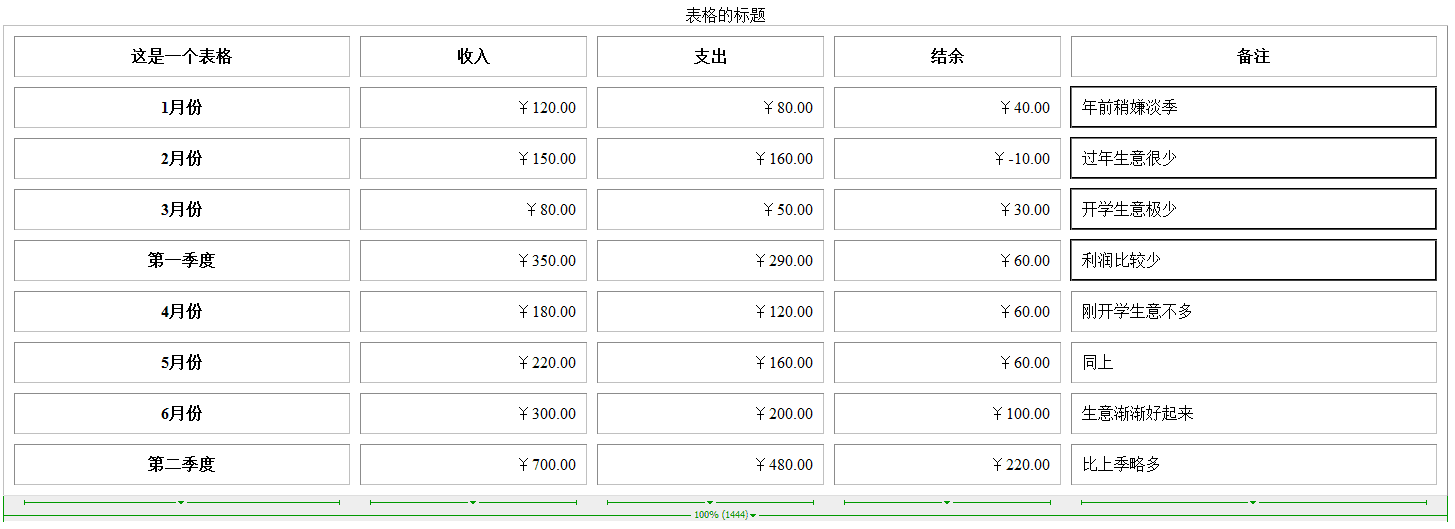 表格的标题
这是一个表格 收入 支出 结余 备注
1月份 ￥120.00 ￥80.00 ￥40.00 年前稍嫌淡季
2月份 ￥150.00 ￥160.00 ￥-10.00 过年生意很少
3月份 ￥80.00 ￥50.00 ￥30.00 开学生意极少
第一季度 ￥350.00 ￥290.00 ￥60.00 利润比较少
4月份 ￥180.00 ￥120.00 ￥60.00 刚开学生意不多
5月份 ￥220.00 ￥160.00 ￥60.00 同上
6月份 ￥300.00 ￥200.00 ￥100.00 生意渐渐好起来
第二季度 ￥700.00 ￥480.00 ￥220.00 比上季略多
100% (1444)